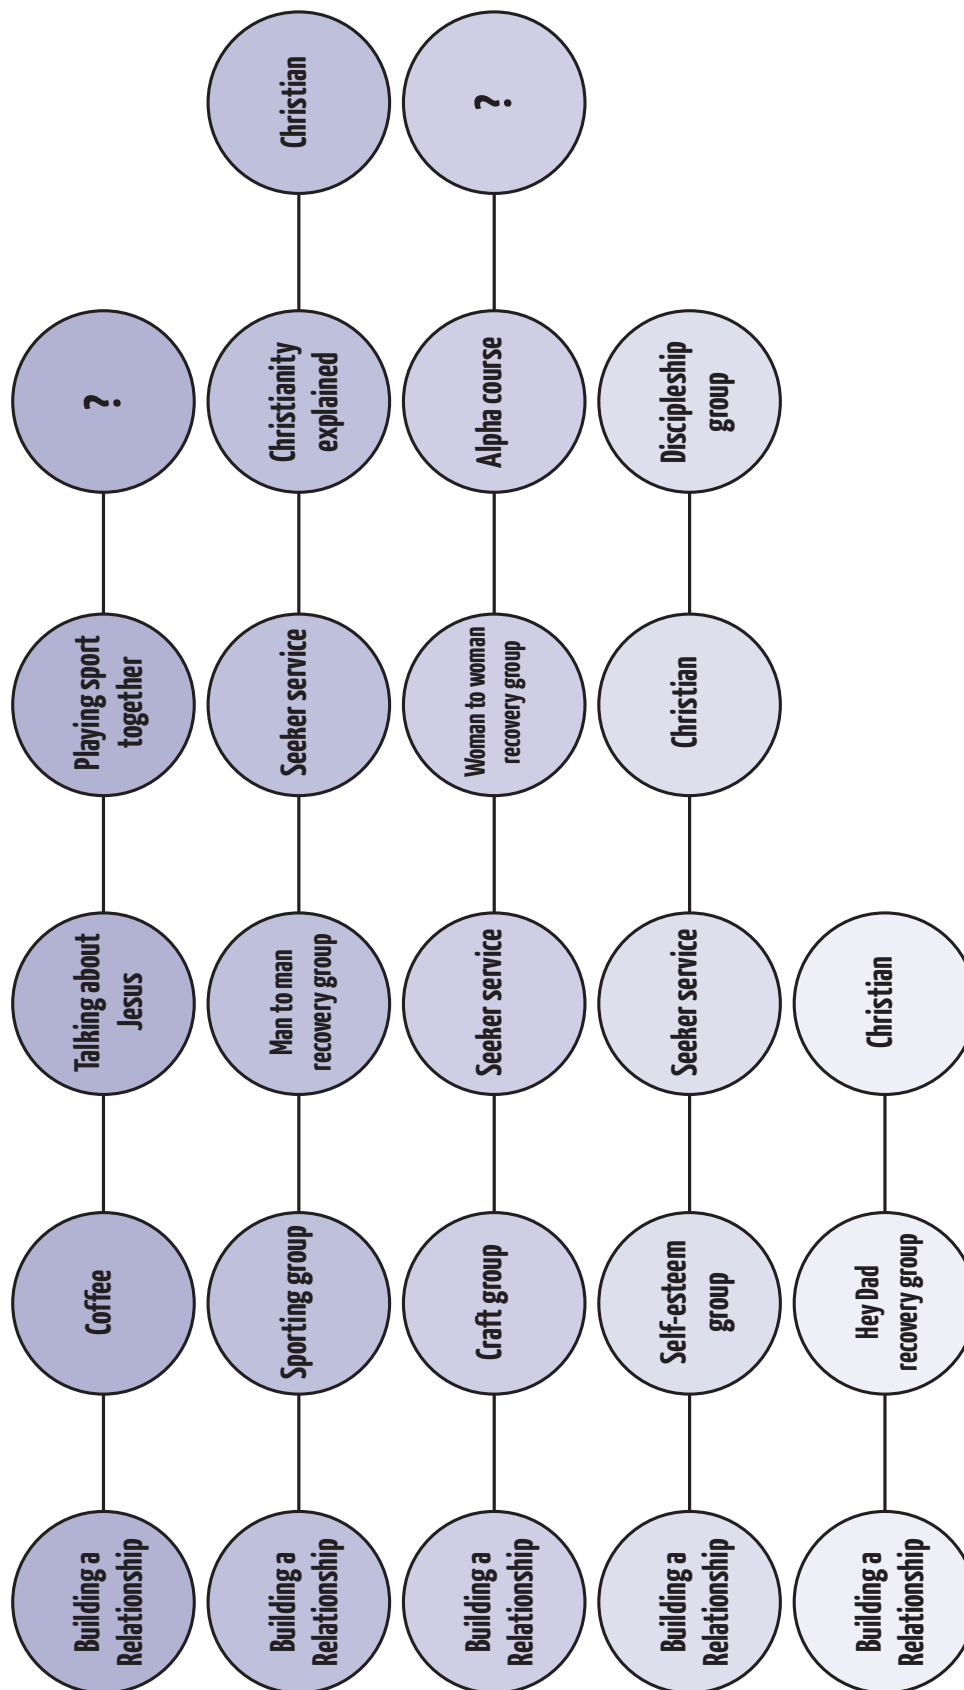 Building a
Relationship
Coffee
Talking about
Jesus
Playing sport
together
?
Building a
Relationship
Sporting group
Man to man
recovery group
Seeker service
Christianity
explained
Christian
Building a
Relationship
Craft group
Seeker service
Woman to woman
recovery group
Alpha course
?
Building a
Relationship
Self-esteem
group
Seeker service
Christian
Discipleship
group
Building a
Relationship
Hey Dad
recovery group
Christian